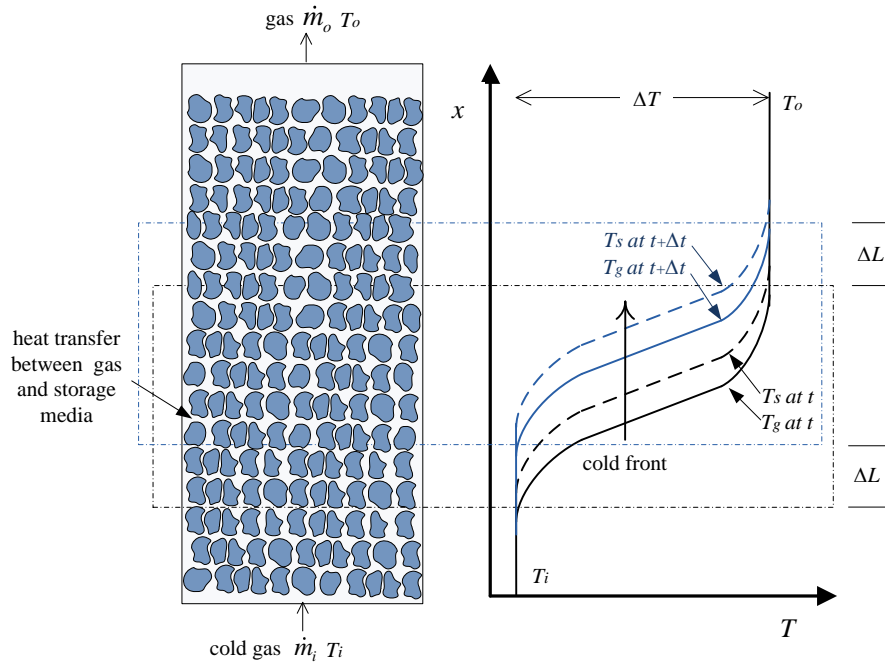 gas ṁo To
x
ΔT
To
Ts at t+Δt
Tg at t+Δt
ΔL
heat transfer
between gas
and storage
media
Ts at t
Tg at t
cold front
ΔL
Ti
cold gas ṁi Ti
T